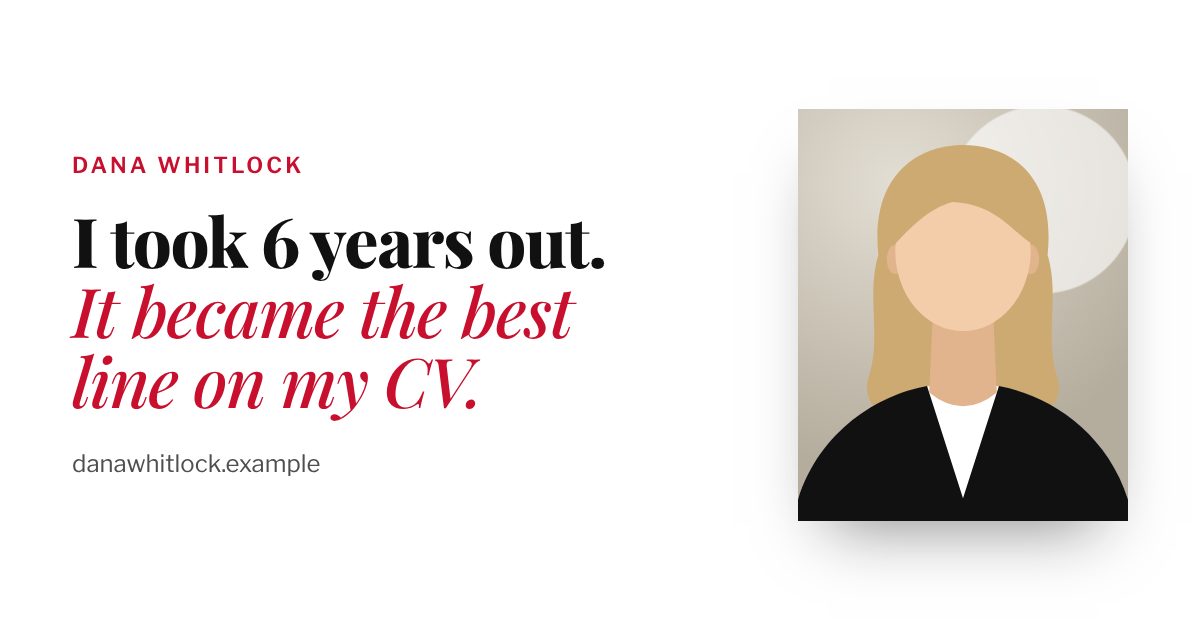 DANA WHITLOCK
I took 6 years out.
It became the best
line on my CV.
danawhitlock.example